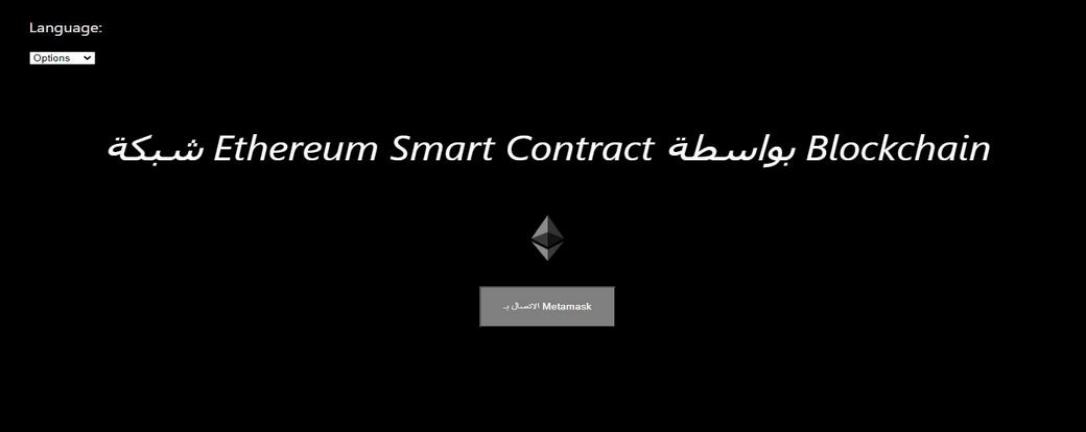 Language:
Options
شبكة Ethereum Smart Contract بواسطة Blockchain
الاتصال بـ Metamask